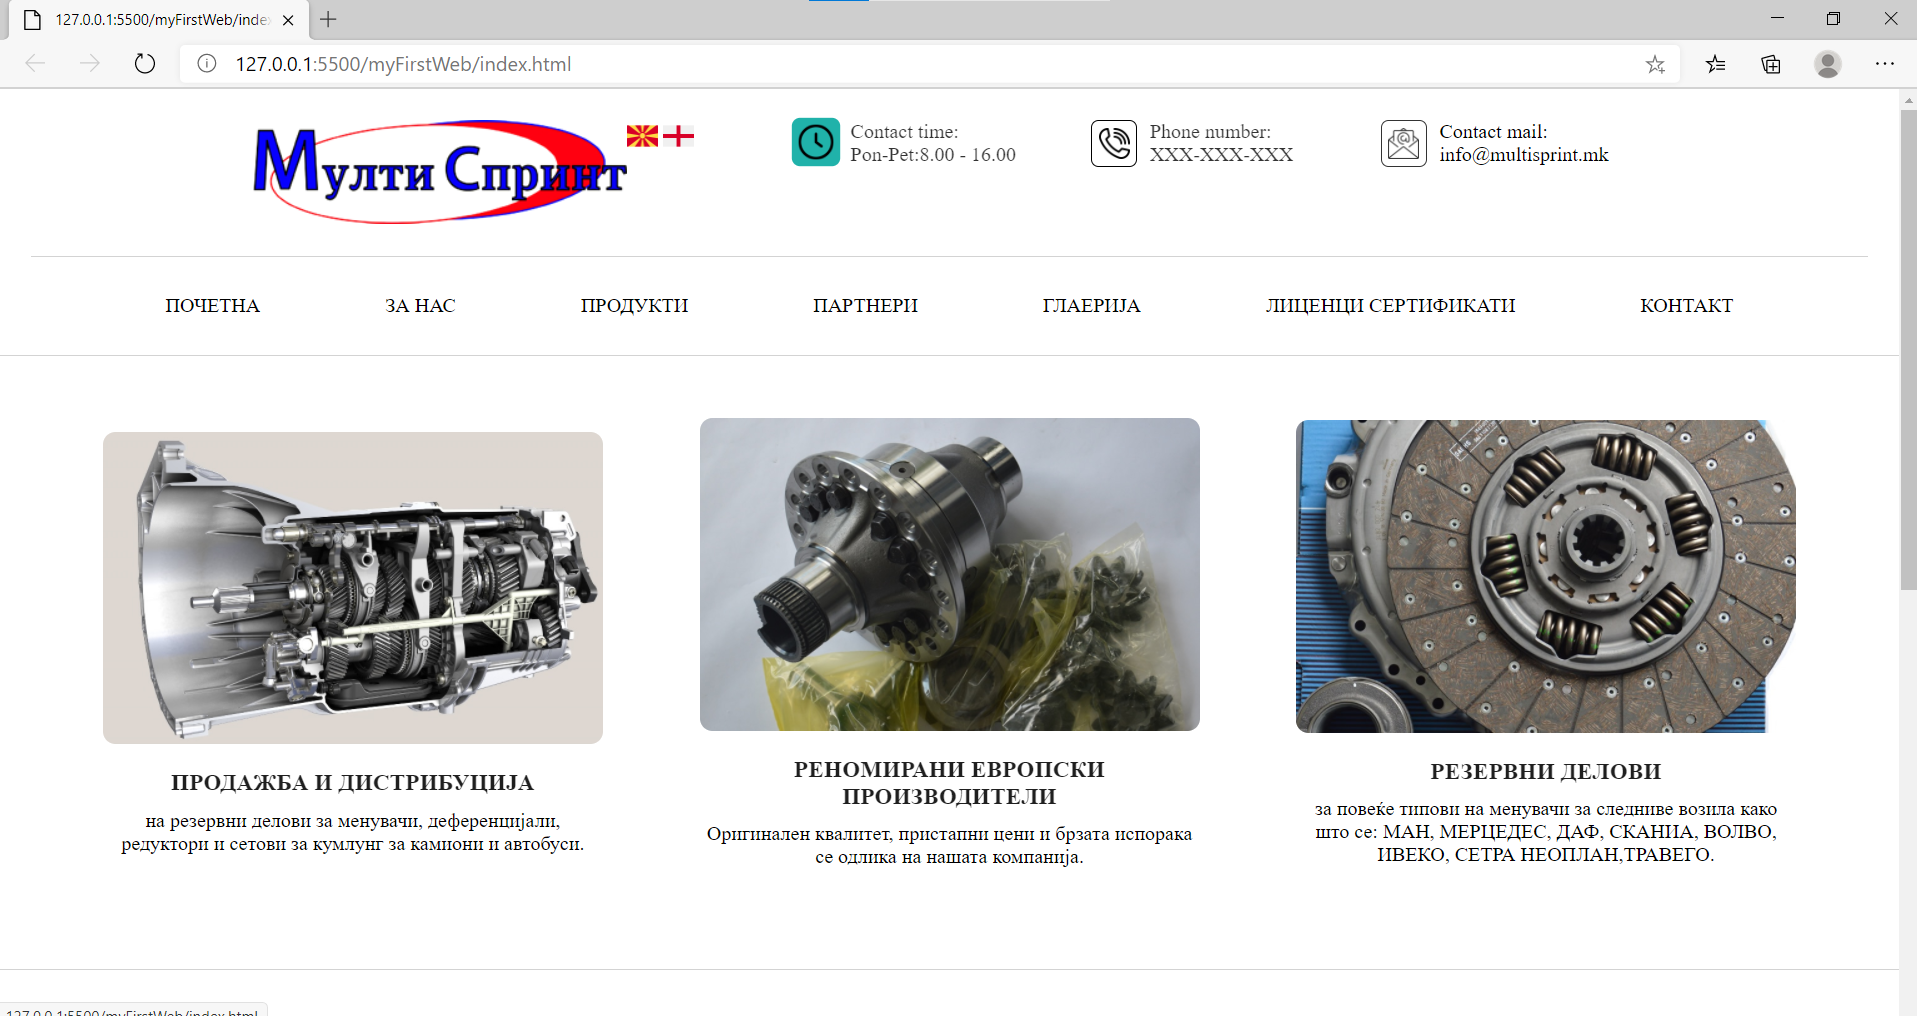 127.0.0.1:5500/myFirstWeb/inde
127.0.0.1:5500/myFirstWeb/index.html
Мулти Спринт
Contact time:
Pon-Pet:8.00 - 16.00
Phone number:
XXX-XXX-XXX
Contact mail:
info@multisprint.mk
ПОЧЕТНА
ЗА НАС
ПРОДУКТИ
ПАРТНЕРИ
ГЛАЕРИЈА
ЛИЦЕНЦИ СЕРТИФИКАТИ
КОНТАКТ
ПРОДАЖБА И ДИСТРИБУЦИЈА
на резервни делови за менувачи, деференцијали,
редуктори и сетови за кумлунг за камиони и автобуси.
РЕНОМИРАНИ ЕВРОПСКИ
ПРОИЗВОДИТЕЛИ
Оригинален квалитет, пристапни цени и брзата испорака
се одлика на нашата компанија.
РЕЗЕРВНИ ДЕЛОВИ
за повеќе типови на менувачи за следниве возила како
што се: МАН, МЕРЦЕДЕС, ДАФ, СКАНИА, ВОЛВО,
ИВЕКО, СЕТРА НЕОПЛАН,ТРАВЕГО.
127.0.0.1:5500/myFirstWeb/index.html